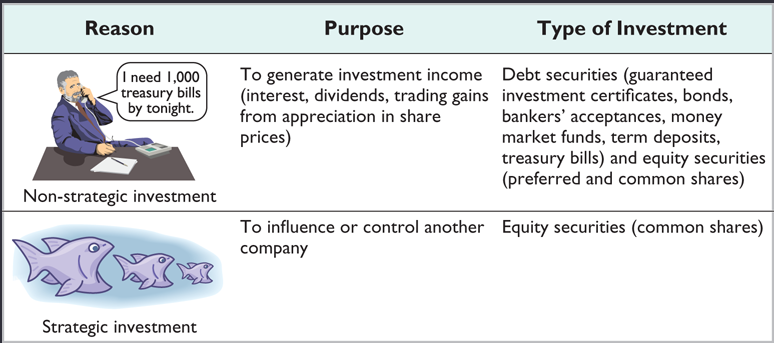 Reason
Purpose
Type of Investment
I need 1,000
treasury bills
by tonight.
Non-strategic investment
To generate investment income
(interest, dividends, trading gains
from appreciation in share
prices)
Debt securities (guaranteed
investment certificates, bonds,
bankers’ acceptances, money
market funds, term deposits,
treasury bills) and equity securities
(preferred and common shares)
Strategic investment
To influence or control another
company
Equity securities (common shares)